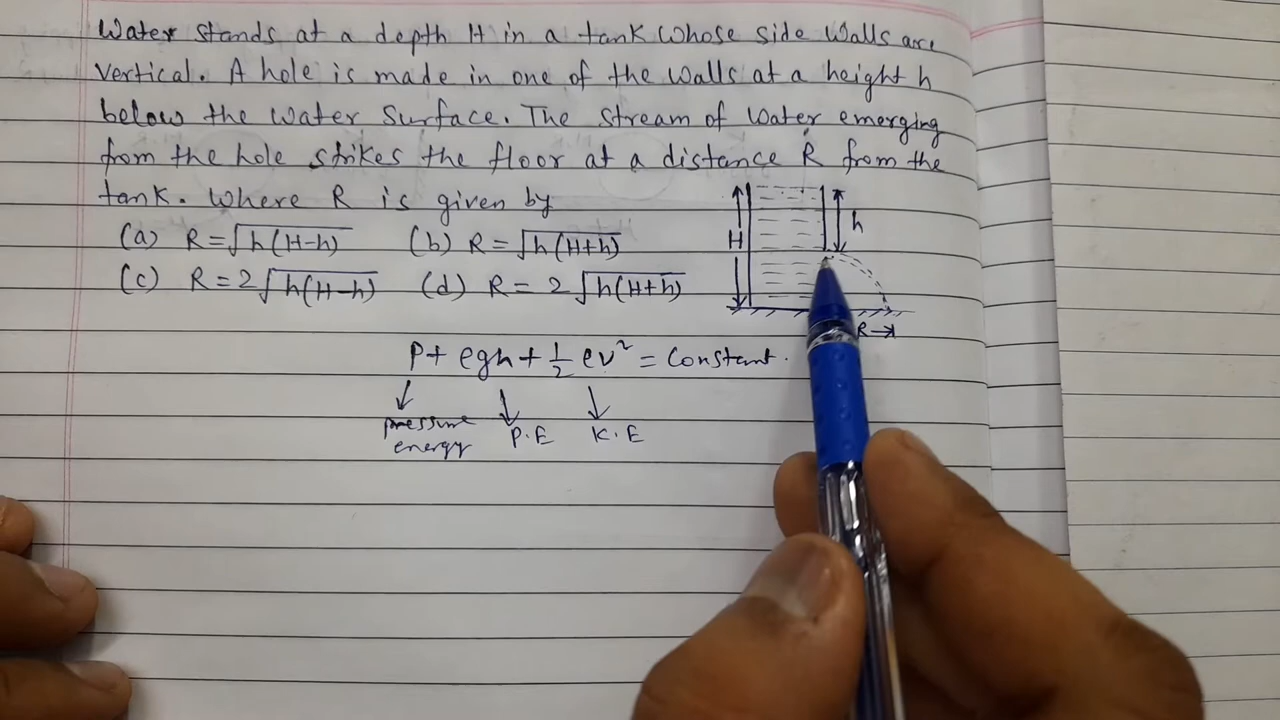 Water stands at a depth H in a tank whose side walls are
vertical. A hole is made in one of the walls at a height h
below the water surface. The stream of water emerging
from the hole strikes the floor at a distance R from the
tank. Where R is given by
(a) R=√h(H-h) (b) R=√h(H+h)
(c) R=2√h(H-h) (d) R= 2√h(H+h)
H
h
R
P+ ρgh + 1/2 ρv² = Constant.
pressure
energy
P.E
K.E